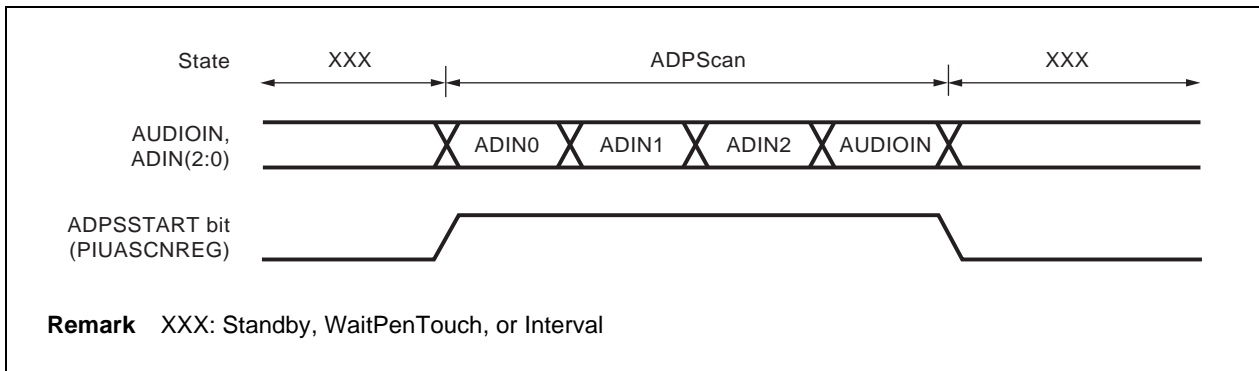 State XXX ADPScan XXX
AUDIOIN,
ADIN(2:0)
ADIN0 ADIN1 ADIN2 AUDIOIN
ADPSSTART bit
(PIUASCNREG)
Remark XXX: Standby, WaitPenTouch, or Interval